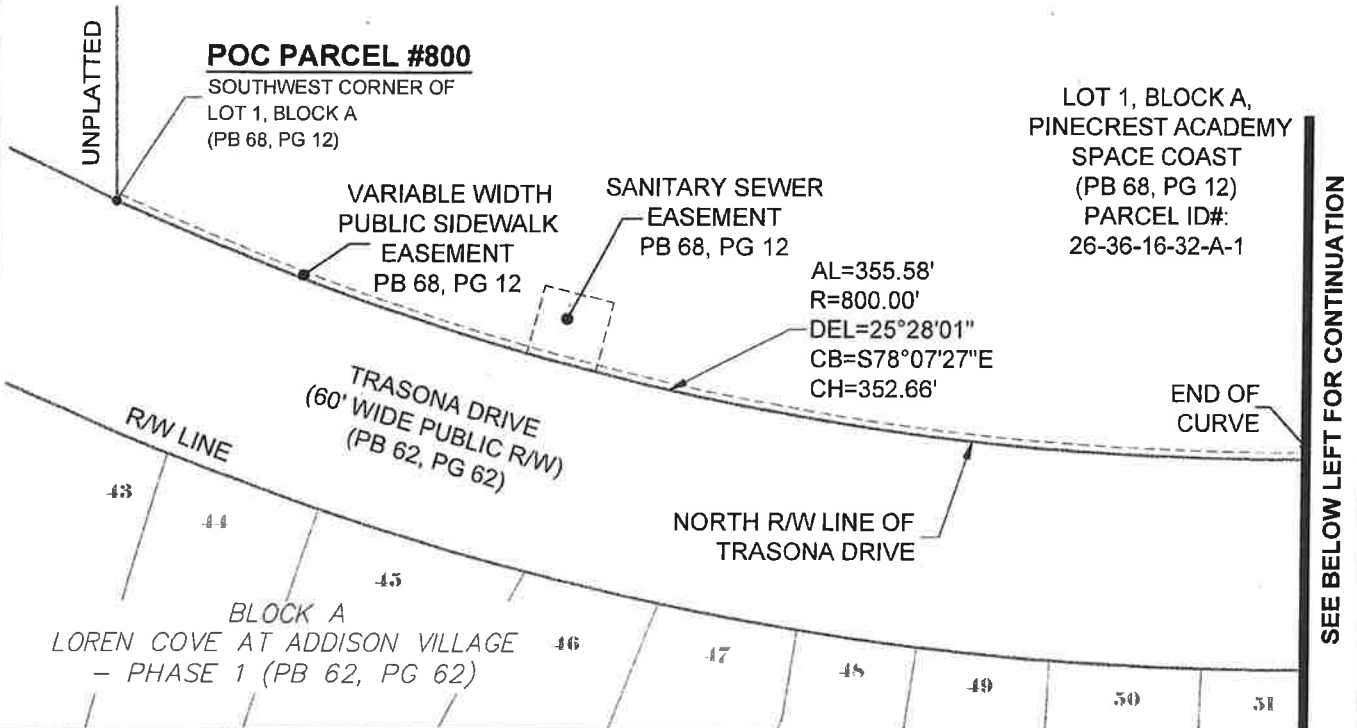 UNPLATTED
POC PARCEL #800
SOUTHWEST CORNER OF
LOT 1, BLOCK A
(PB 68, PG 12)
VARIABLE WIDTH
PUBLIC SIDEWALK
EASEMENT
PB 68, PG 12
SANITARY SEWER
EASEMENT
PB 68, PG 12
LOT 1, BLOCK A,
PINECREST ACADEMY
SPACE COAST
(PB 68, PG 12)
PARCEL ID#:
26-36-16-32-A-1
AL=355.58'
R=800.00'
DEL=25°28'01"
CB=S78°07'27"E
CH=352.66'
END OF
CURVE
SEE BELOW LEFT FOR CONTINUATION
TRASONA DRIVE
(60' WIDE PUBLIC R/W)
(PB 62, PG 62)
R/W LINE
NORTH R/W LINE OF
TRASONA DRIVE
43
44
45
46
47
48
49
50
51
BLOCK A
LOREN COVE AT ADDISON VILLAGE
– PHASE 1 (PB 62, PG 62)